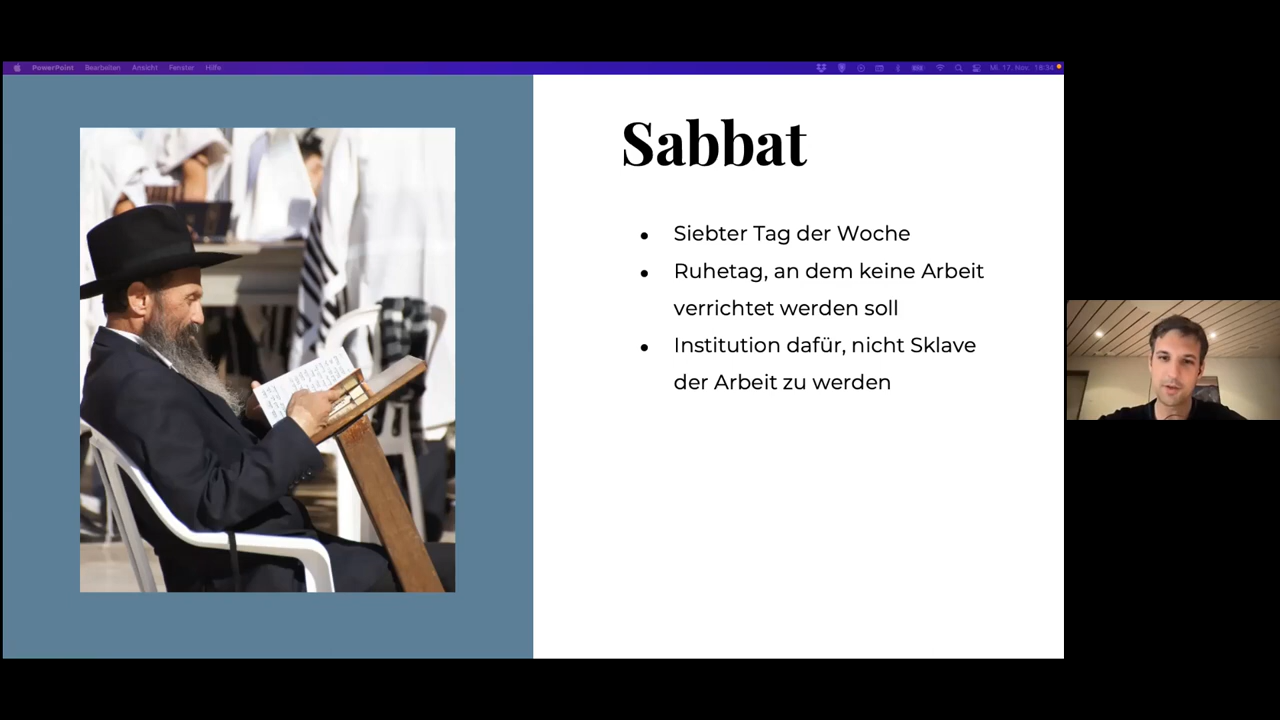 PowerPoint Bearbeiten Ansicht Fenster Hilfe
Mi. 17. Nov. 18:34
Sabbat
• Siebter Tag der Woche
• Ruhetag, an dem keine Arbeit
verrichtet werden soll
• Institution dafür, nicht Sklave
der Arbeit zu werden